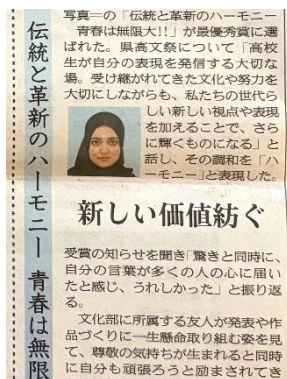 伝統と革新のハーモニー 青春は無限
写真=の「伝統と革新のハーモニー
青春は無限大!!」が最優秀賞に選
ばれた。県高文祭について「高校
生が自分の表現を発信する大切な
場。受け継がれてきた文化や努力を
大切にしながらも、私たちの世代ら
しい新しい視点や表現
を加えることで、さら
に輝くものになる」と
話し、その調和を「ハ
ーモニー」と表現した。
新しい価値紡ぐ
受賞の知らせを聞き「驚きと同時に、
自分の言葉が多くの人の心に届い
たと感じ、うれしかった」と振り返
る。
文化部に所属する友人が発表や作
品づくりに一生懸命取り組む姿を見
て、尊敬の気持ちが生まれると同時
に自分も頑張ろうと励まされてき